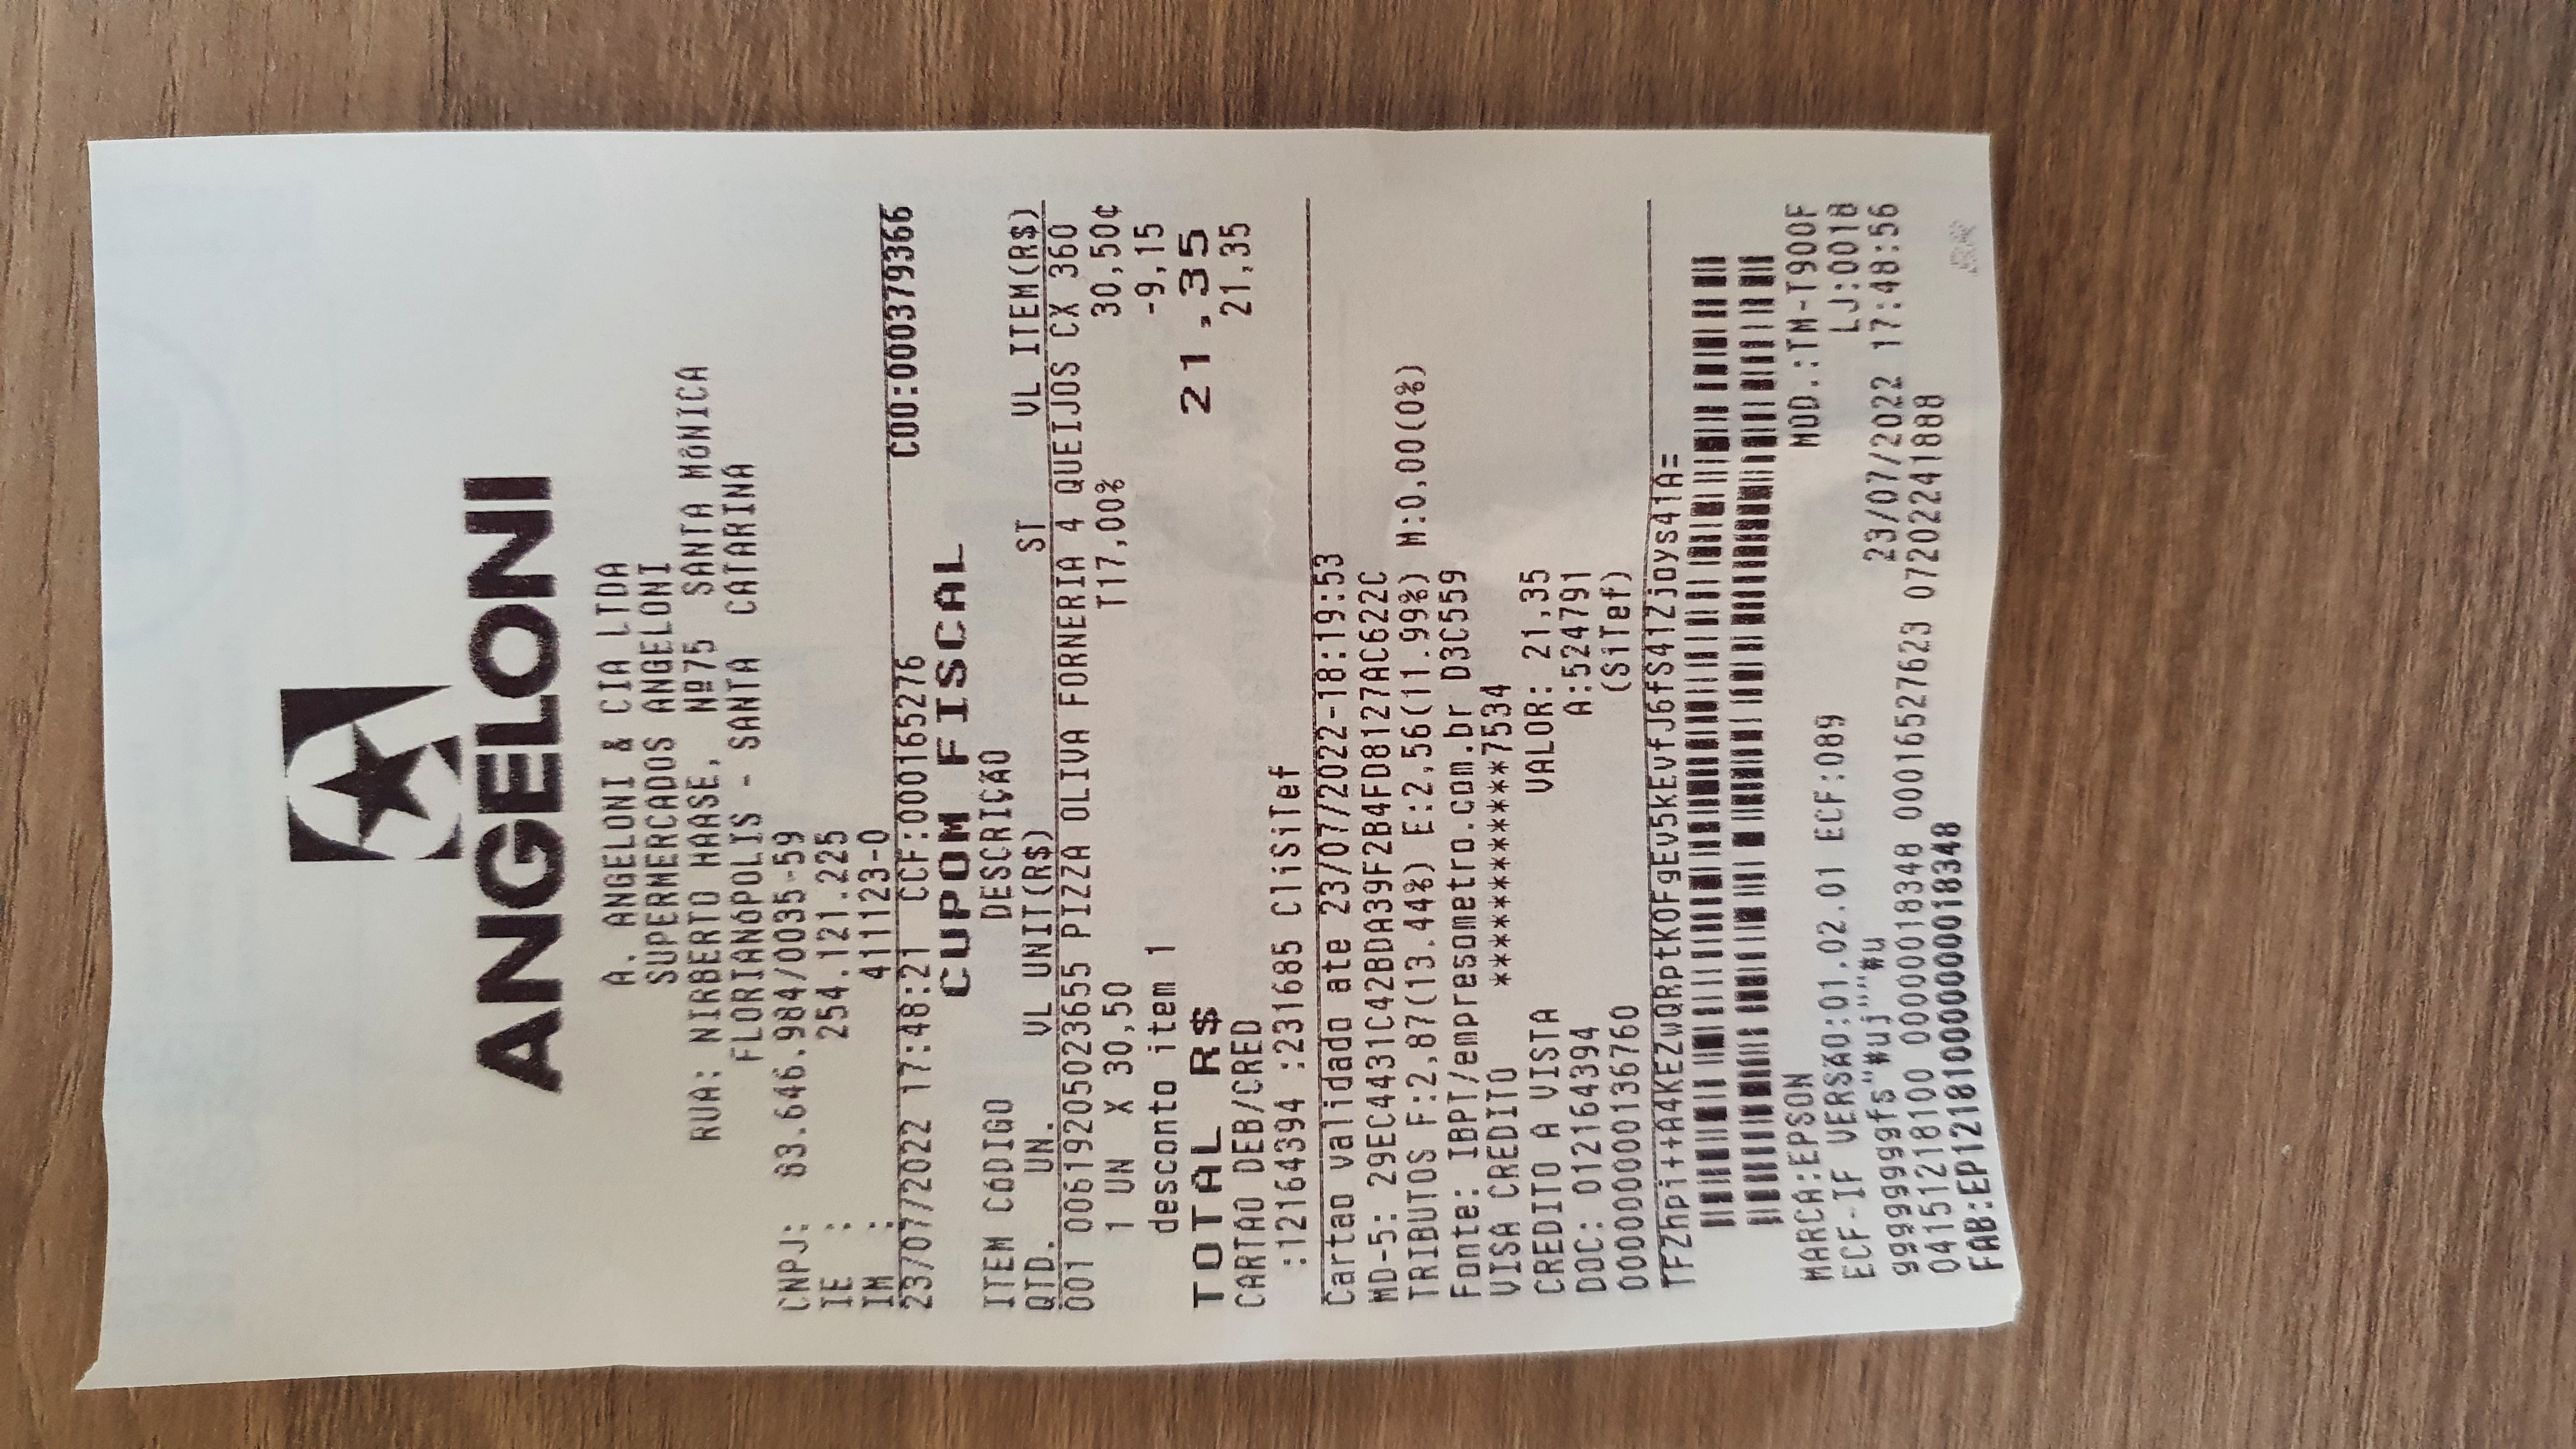 ANGELONI
A. ANGELONI & CIA LTDA
SUPERMERCADOS ANGELONI
RUA: NIRBERTO HAASE, Nº75 SANTA MôNICA
FLORIANóPOLIS - SANTA CATARINA
CNPJ: 83.646.984/0035-59
IE : 254.121.225
IM : 411123-0
23/07/2022 17:48:21 CCF:000165276 COO:000379366
CUPOM FISCAL
ITEM CóDIGO DESCRIÇÃO
QTD. UN. VL UNIT(R$) ST VL ITEM(R$)
001 00619205023655 PIZZA OLIVA FORNERIA 4 QUEIJOS CX 360
1 UN X 30,50 T17,00% 30,50¢
desconto item 1 -9,15
TOTAL R$ 21,35
CARTAO DEB/CRED 21,35
:12164394 :231685 CliSiTef
Cartao validado ate 23/07/2022-18:19:53
MD-5: 29EC4431C42BDA39F2B4FD8127AC622C
TRIBUTOS F:2,87(13.44%) E:2,56(11.99%) M:0,00(0%)
Fonte: IBPT/empresometro.com.br D3C559
VISA CREDITO ************7534
CREDITO A VISTA VALOR: 21,35
DOC: 012164394 A:524791
000000000136760 (SiTef)
TFZhpi++A4KEZwQRptKOFgEv5kEvfJ6fS41Zjoys41A=
MARCA:EPSON MOD.:TM-T900F
ECF-IF VERSÃO:01.02.01 ECF:089 LJ:0018
ggggggggfs"#uj""#u 23/07/2022 17:48:56
04151218100 00000018348 00016527623 07202241888
FAB:EP121810000000018348
BR